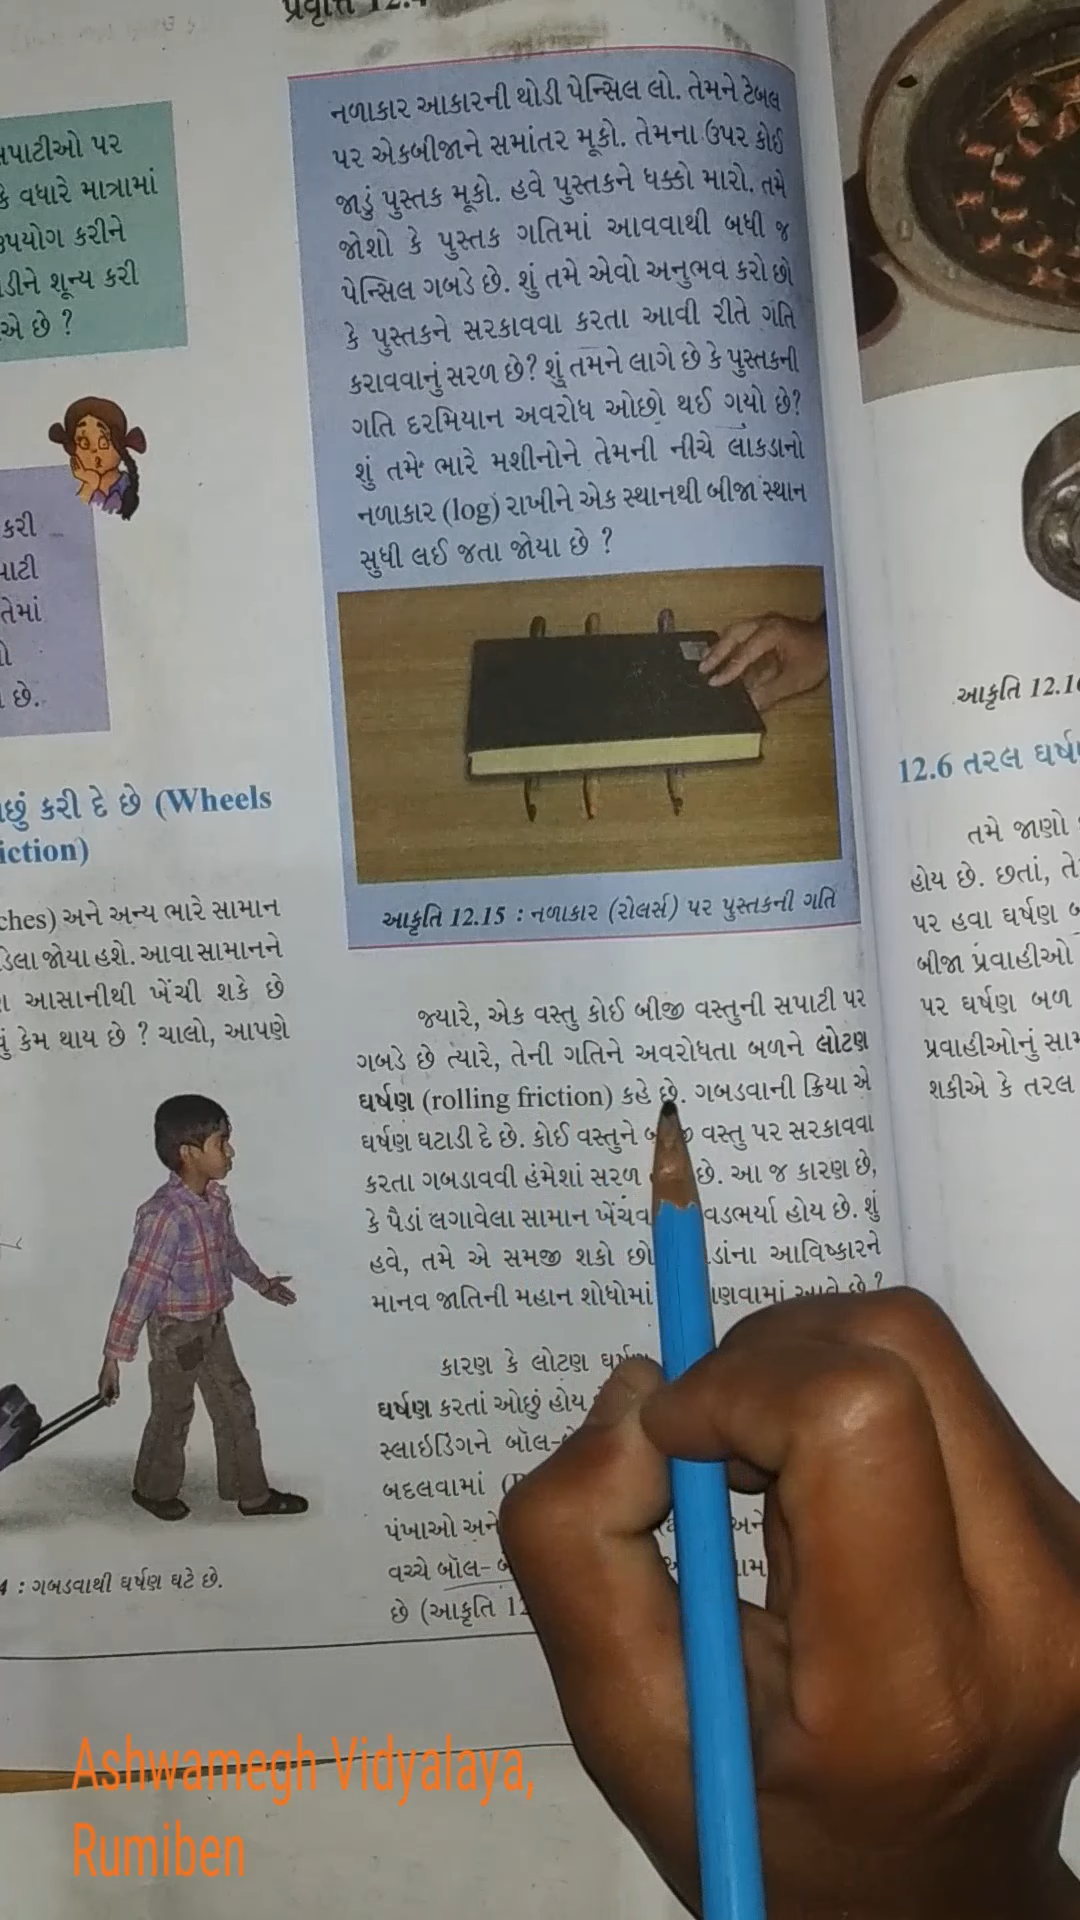 પ્રવૃત્તિ 12.4
સપાટીઓ પર
કે વધારે માત્રામાં
ઉપયોગ કરીને
શૂન્ય કરી
છે ?
કરી
તેમાં
છે.
કરી દે છે (Wheels
અને અન્ય ભારે સામાન
જોયા હશે. આવા સામાનને
આસાનીથી ખેંચી શકે છે
કેમ થાય છે ? ચાલો, આપણે
: ગબડવાથી ઘર્ષણ ઘટે છે.
નળાકાર આકારની થોડી પેન્સિલ લો. તેમને ટેબલ
પર એકબીજાને સમાંતર મૂકો. તેમના ઉપર કોઈ
જાડું પુસ્તક મૂકો. હવે પુસ્તકને ધક્કો મારો. તમે
જોશો કે પુસ્તક ગતિમાં આવવાથી બધી જ
પેન્સિલ ગબડે છે. શું તમે એવો અનુભવ કરો છો
કે પુસ્તકને સરકાવવા કરતા આવી રીતે ગતિ
કરાવવાનું સરળ છે? શું તમને લાગે છે કે પુસ્તકની
ગતિ દરમિયાન અવરોધ ઓછો થઈ ગયો છે?
શું તમે ભારે મશીનોને તેમની નીચે લાકડાનો
નળાકાર (log) રાખીને એક સ્થાનથી બીજા સ્થાન
સુધી લઈ જતા જોયા છે ?
આકૃતિ 12.15 : નળાકાર (રોલર્સ) પર પુસ્તકની ગતિ
જ્યારે, એક વસ્તુ કોઈ બીજી વસ્તુની સપાટી પર
ગબડે છે ત્યારે, તેની ગતિને અવરોધતા બળને લોટણ
ઘર્ષણ (rolling friction) કહે છે. ગબડવાની ક્રિયા એ
ઘર્ષણ ઘટાડી દે છે. કોઈ વસ્તુને વસ્તુ પર સરકાવવા
કરતા ગબડાવવી હંમેશાં સરળ છે. આ જ કારણ છે,
કે પૈડાં લગાવેલા સામાન હોય છે. શું
હવે, તમે એ સમજી શકો છો આવિષ્કારને
માનવ જાતિની મહાન શોધોમાં આવે છે ?
કારણ કે લોટણ ઘર્ષણ
ઘર્ષણ કરતાં ઓછું હોય
સ્લાઇડિંગને બૉલ-
બદલવામાં
પંખાઓ અને અને
વચ્ચે બૉલ-
છે (આકૃતિ
આકૃતિ
12.6 તરલ
તમે જાણો
હોય છે. છતાં,
પર હવા ઘર્ષણ
બીજા પ્રવાહીઓ
પર ઘર્ષણ બળ
પ્રવાહીઓનું
શકીએ કે તરલ
Ashwamegh Vidyalaya,
Rumiben